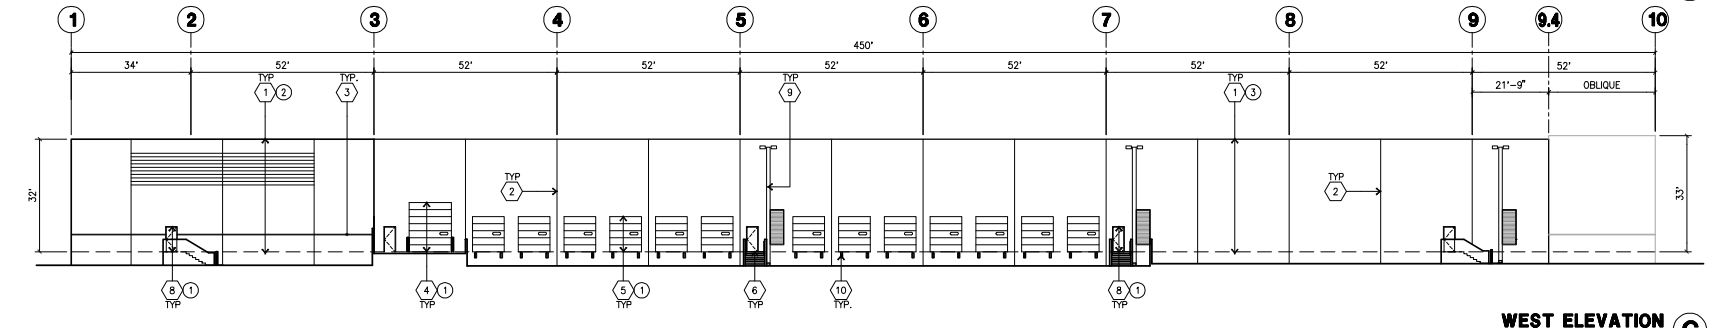 1 2 3 4 5 6 7 8 9 9.4 10
450'
34' 52' 52' 52' 52' 52' 52' 52' 52'
TYP TYP. TYP TYP
1 2 3 9 1 3 21'-9" OBLIQUE
TYP TYP
32' 2 2 33'
8 1 4 1 5 1 6 10 8 1
TYP TYP TYP TYP TYP. TYP
WEST ELEVATION